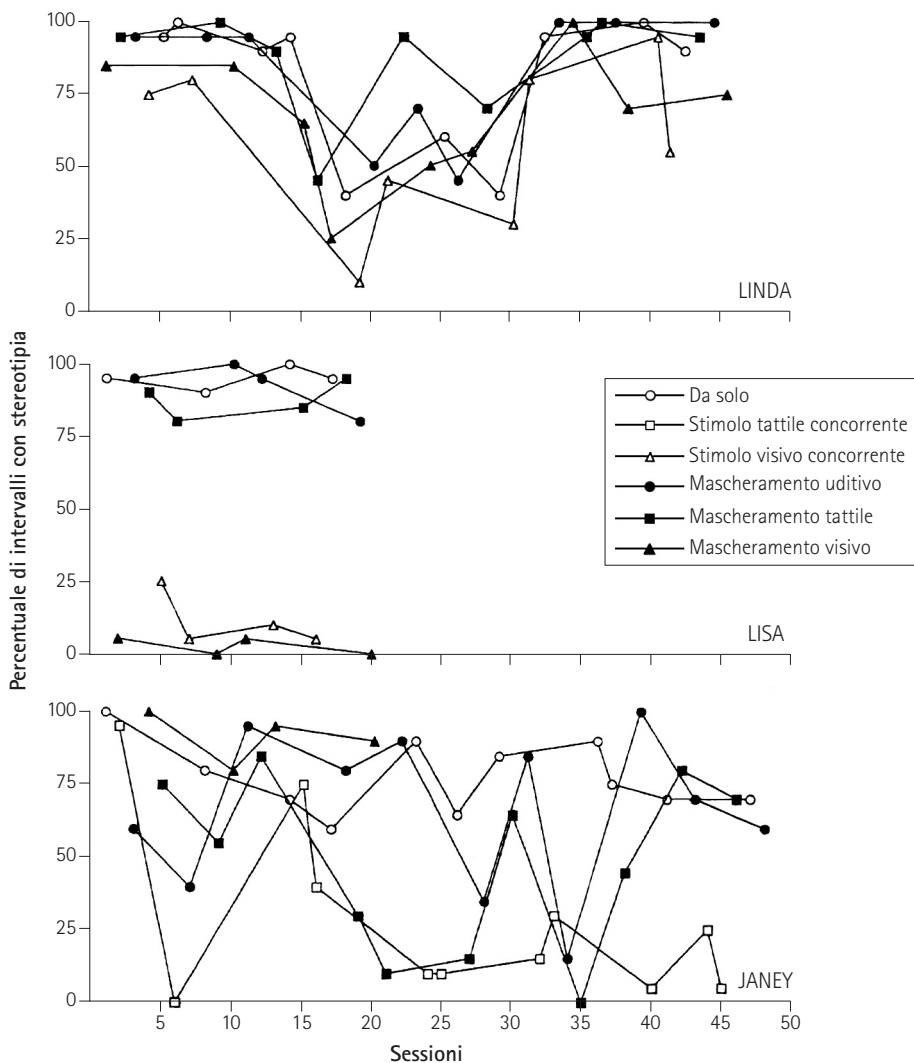 Percentuale di intervalli con stereotipia
100
75
50
25
0
LINDA
100
75
50
25
0
LISA
Da solo
Stimolo tattile concorrente
Stimolo visivo concorrente
Mascheramento uditivo
Mascheramento tattile
Mascheramento visivo
100
75
50
25
0
JANEY
5 10 15 20 25 30 35 40 45 50
Sessioni